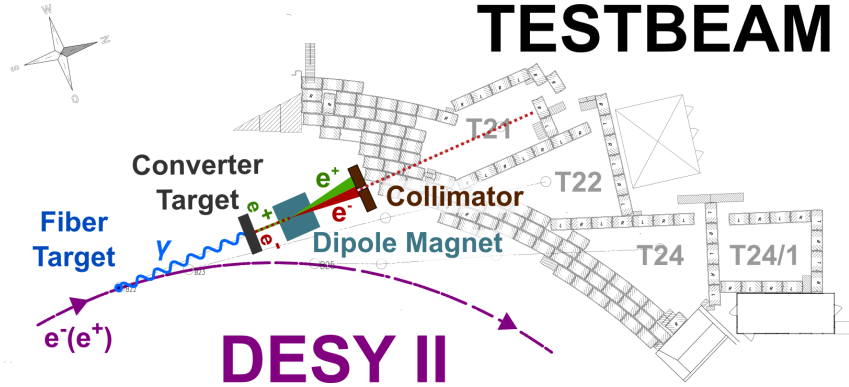 TESTBEAM
W
N
S
O
T21
Converter
Target
e+
Collimator
T22
e+
e-
e-
Fiber
Target
γ
Dipole Magnet
T24
T24/1
e-(e+)
DESY II